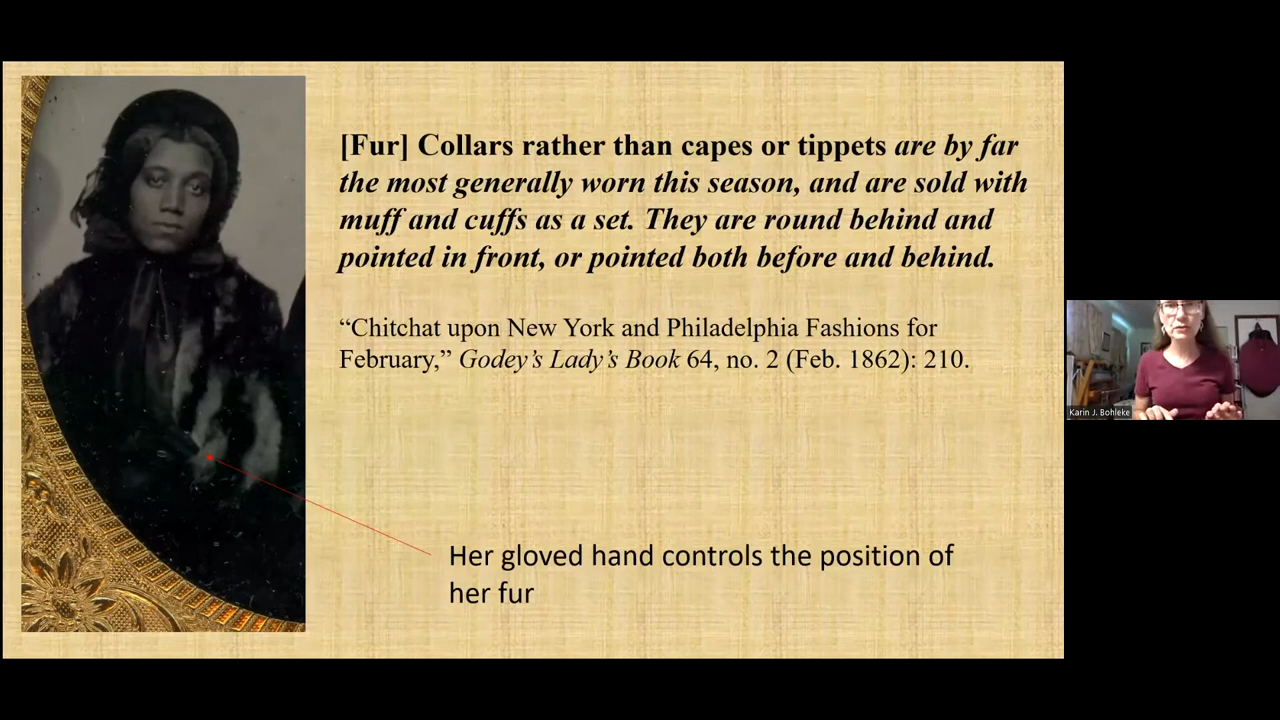 [Fur] Collars rather than capes or tippets are by far
the most generally worn this season, and are sold with
muff and cuffs as a set. They are round behind and
pointed in front, or pointed both before and behind.
“Chitchat upon New York and Philadelphia Fashions for
February,” Godey’s Lady’s Book 64, no. 2 (Feb. 1862): 210.
Her gloved hand controls the position of
her fur
Karin J. Bohleke